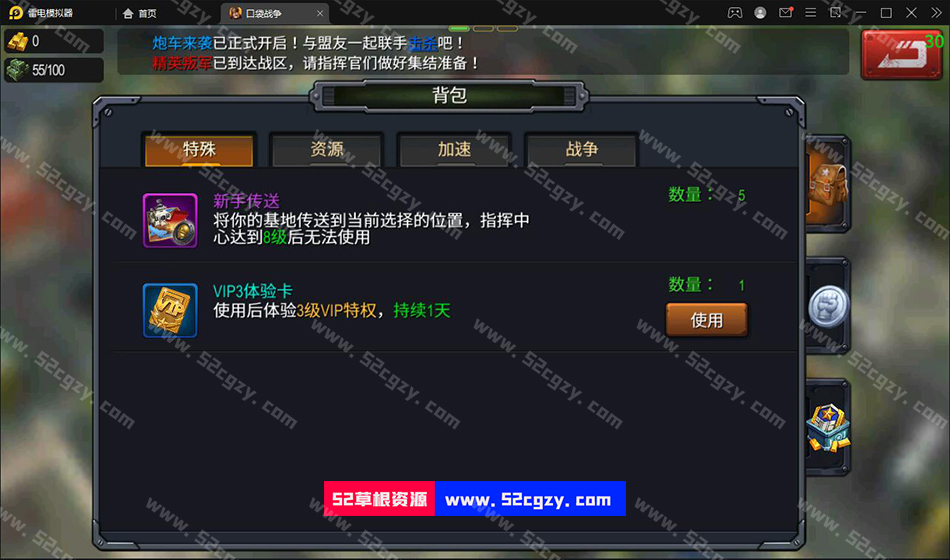 雷电模拟器
首页
口袋战争
0
55/100
炮车来袭已正式开启！与盟友一起联手击杀吧！
精英叛军已到达战区，请指挥官们做好集结准备！
30
背包
特殊
资源
加速
战争
新手传送
数量： 5
将你的基地传送到当前选择的位置，指挥中
心达到8级后无法使用
VIP
VIP3体验卡
数量： 1
使用后体验3级VIP特权，持续1天
使用
52草根资源 www.52cgzy.com
www.52cgzy.com